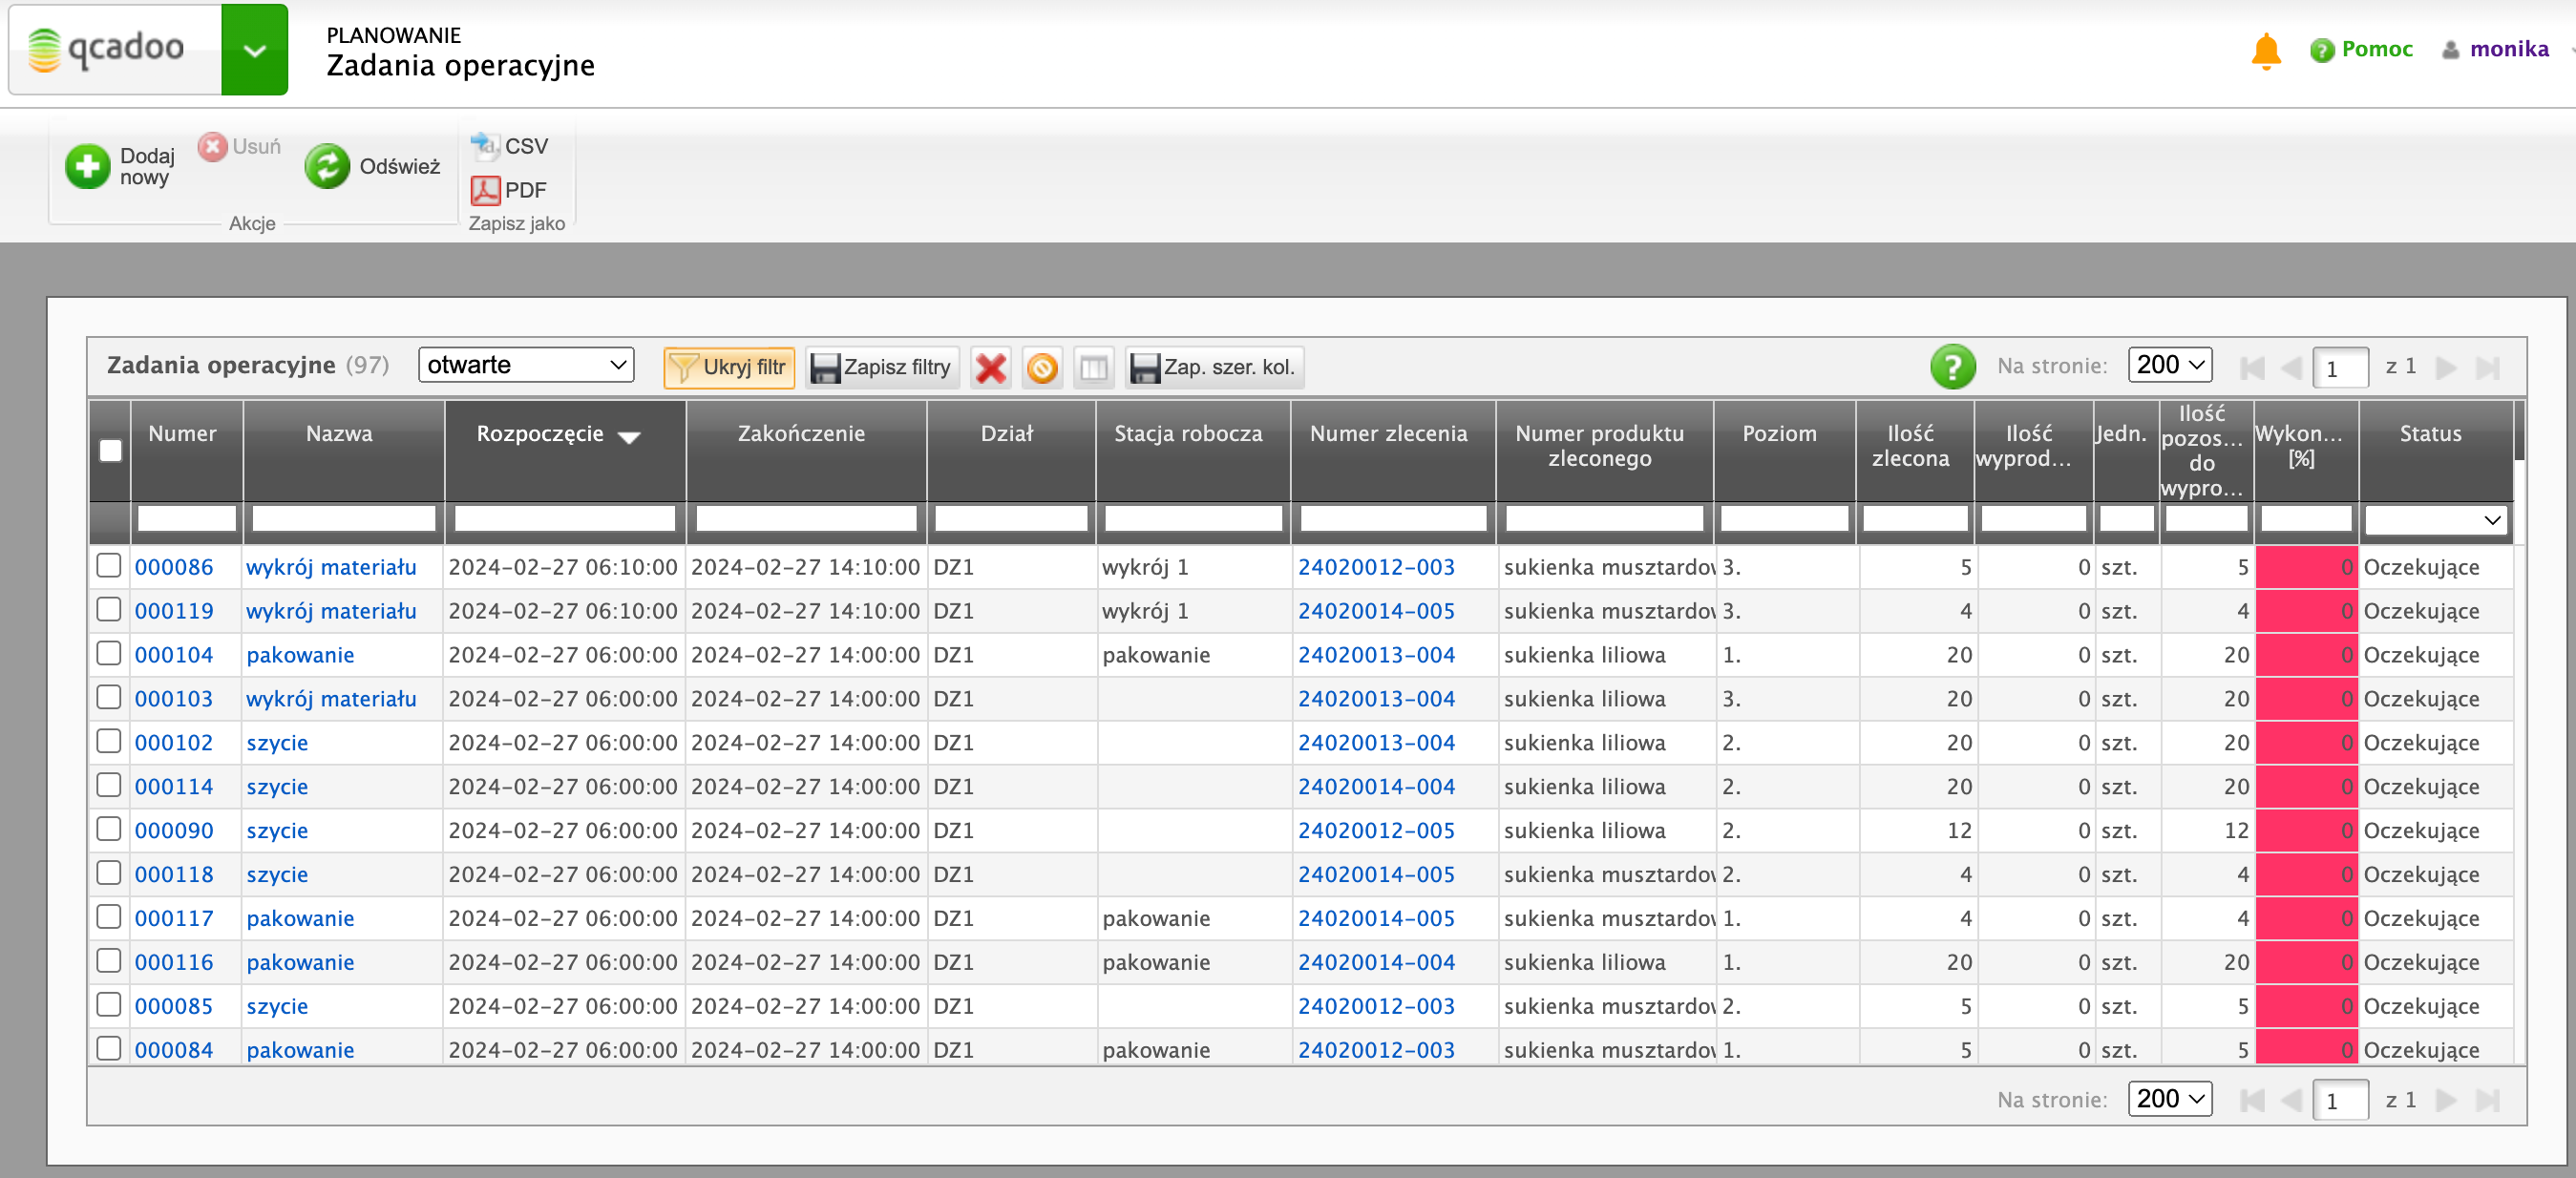 qcadoo
PLANOWANIE
Zadania operacyjne
Pomoc
monika
Dodaj nowy
Usuń
Odśwież
Akcje
CSV
PDF
Zapisz jako
Zadania operacyjne (97) otwarte Ukryj filtr Zapisz filtry Zap. szer. kol. Na stronie: 200 1 z 1
Numer Nazwa Rozpoczęcie Zakończenie Dział Stacja robocza Numer zlecenia Numer produktu zleconego Poziom Ilość zlecona Ilość wyprod... Jedn. Ilość pozos... do wypro... Wykon... [%] Status
000086 wykrój materiału 2024-02-27 06:10:00 2024-02-27 14:10:00 DZ1 wykrój 1 24020012-003 sukienka musztardov 3. 5 0 szt. 5 0 Oczekujące
000119 wykrój materiału 2024-02-27 06:10:00 2024-02-27 14:10:00 DZ1 wykrój 1 24020014-005 sukienka musztardov 3. 4 0 szt. 4 0 Oczekujące
000104 pakowanie 2024-02-27 06:00:00 2024-02-27 14:00:00 DZ1 pakowanie 24020013-004 sukienka liliowa 1. 20 0 szt. 20 0 Oczekujące
000103 wykrój materiału 2024-02-27 06:00:00 2024-02-27 14:00:00 DZ1 24020013-004 sukienka liliowa 3. 20 0 szt. 20 0 Oczekujące
000102 szycie 2024-02-27 06:00:00 2024-02-27 14:00:00 DZ1 24020013-004 sukienka liliowa 2. 20 0 szt. 20 0 Oczekujące
000114 szycie 2024-02-27 06:00:00 2024-02-27 14:00:00 DZ1 24020014-004 sukienka liliowa 2. 20 0 szt. 20 0 Oczekujące
000090 szycie 2024-02-27 06:00:00 2024-02-27 14:00:00 DZ1 24020012-005 sukienka liliowa 2. 12 0 szt. 12 0 Oczekujące
000118 szycie 2024-02-27 06:00:00 2024-02-27 14:00:00 DZ1 24020014-005 sukienka musztardov 2. 4 0 szt. 4 0 Oczekujące
000117 pakowanie 2024-02-27 06:00:00 2024-02-27 14:00:00 DZ1 pakowanie 24020014-005 sukienka musztardov 1. 4 0 szt. 4 0 Oczekujące
000116 pakowanie 2024-02-27 06:00:00 2024-02-27 14:00:00 DZ1 pakowanie 24020014-004 sukienka liliowa 1. 20 0 szt. 20 0 Oczekujące
000085 szycie 2024-02-27 06:00:00 2024-02-27 14:00:00 DZ1 24020012-003 sukienka musztardov 2. 5 0 szt. 5 0 Oczekujące
000084 pakowanie 2024-02-27 06:00:00 2024-02-27 14:00:00 DZ1 pakowanie 24020012-003 sukienka musztardov 1. 5 0 szt. 5 0 Oczekujące
Na stronie: 200 1 z 1